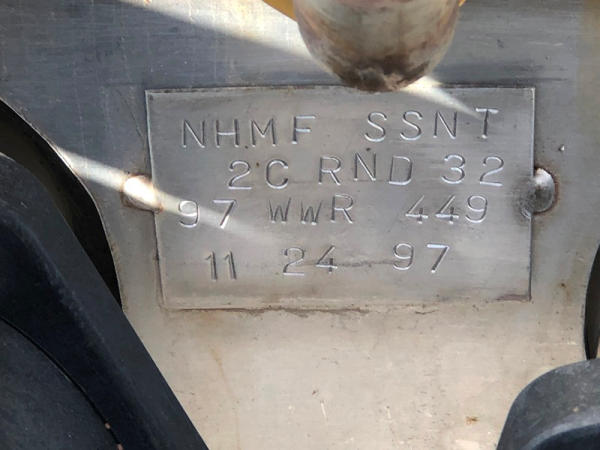 NHMF SSNT
2C RND 32
97 WWR 449
11 24 97